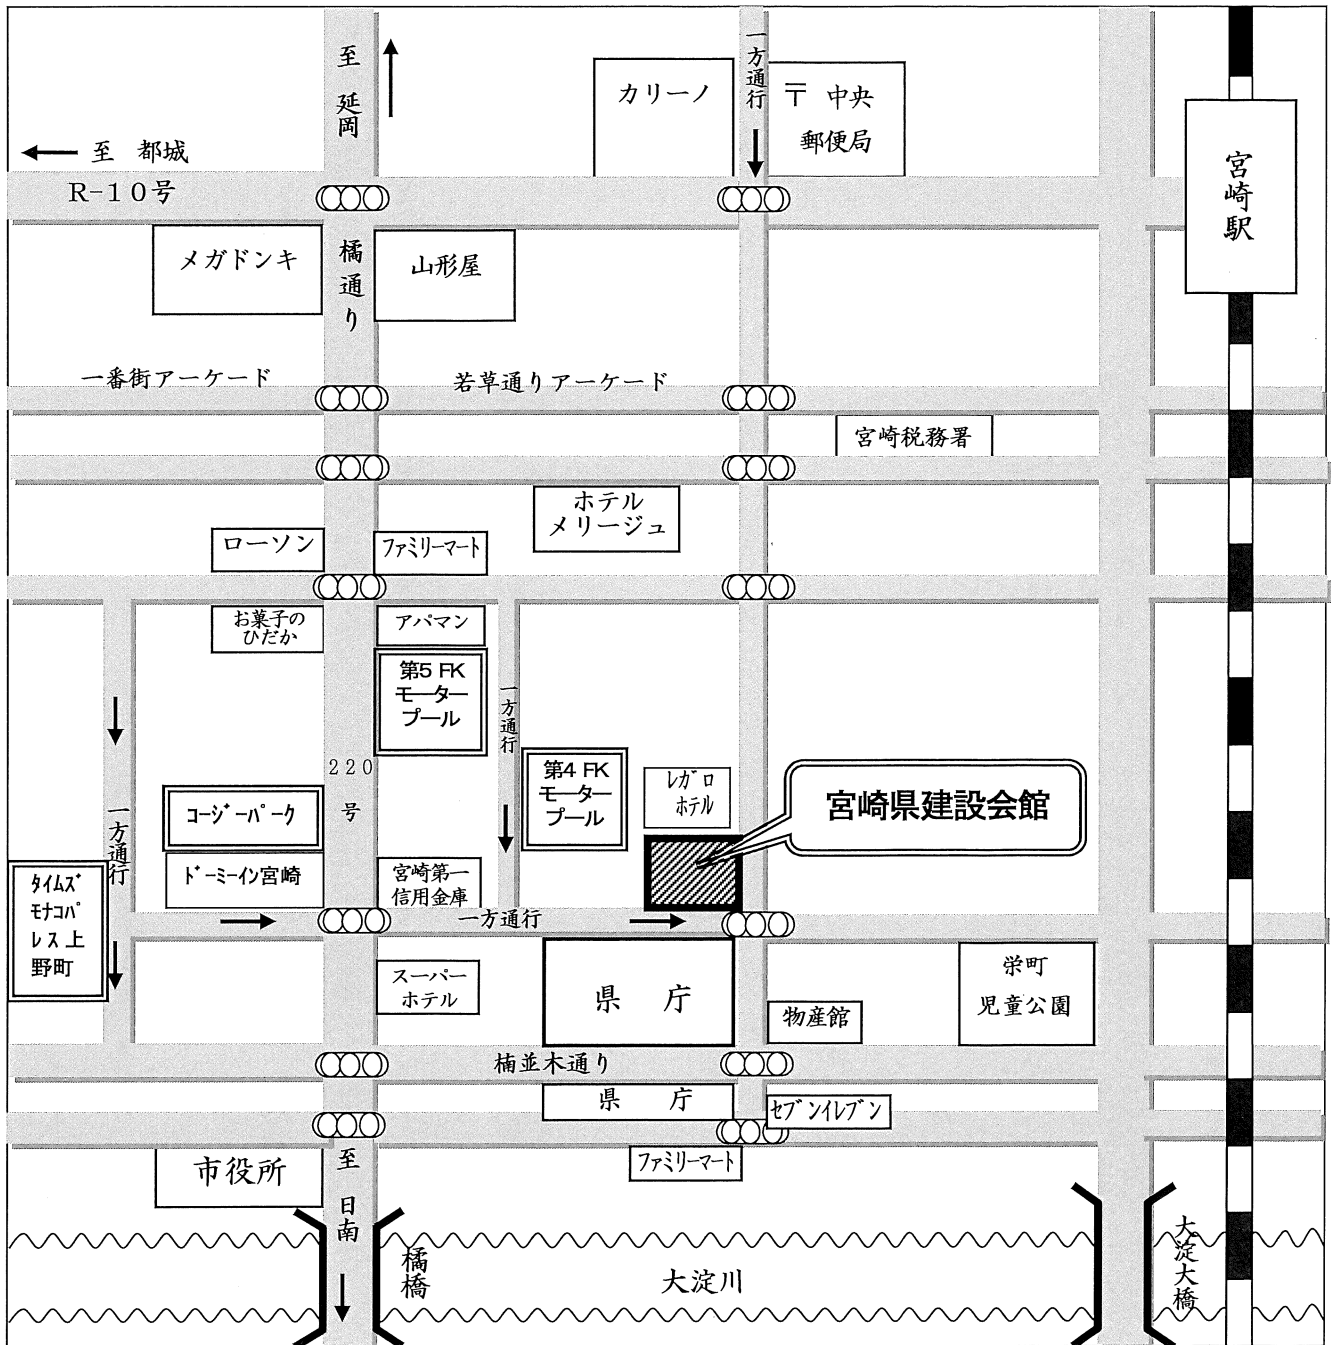 至 延岡
一方通行
カリーノ
〒 中央
郵便局
至 都城
R-10号
宮崎駅
メガドンキ
橘通り
山形屋
一番街アーケード
若草通りアーケード
宮崎税務署
ホテル
メリージュ
ローソン
ファミリーマート
お菓子の
ひだか
アパマン
第5 FK
モーター
プール
一方通行
220号
第4 FK
モーター
プール
レガロ
ホテル
宮崎県建設会館
コージーパーク
一方通行
ドーミーイン宮崎
宮崎第一
信用金庫
タイムズ
モナコパ
レス上
野町
一方通行
スーパー
ホテル
県 庁
物産館
栄町
児童公園
楠並木通り
県 庁
セブンイレブン
市役所
至 日南
ファミリーマート
橘橋
大淀川
大淀大橋